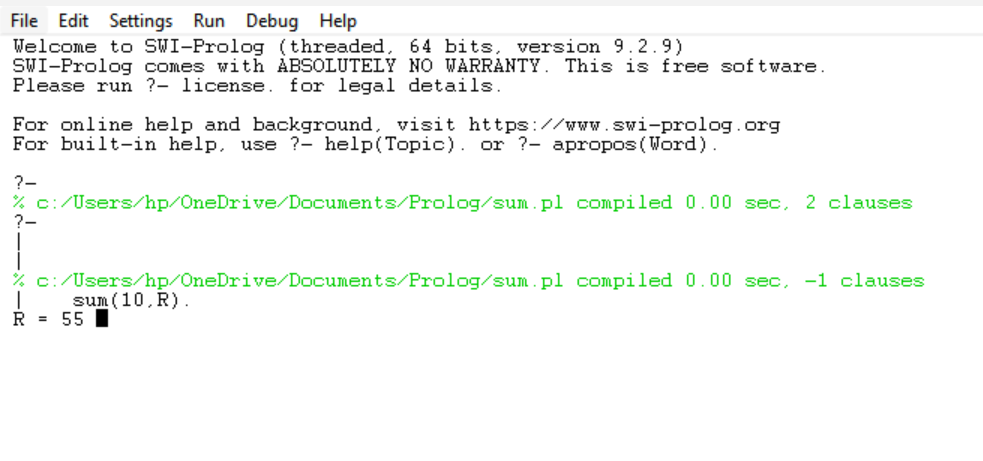 File Edit Settings Run Debug Help
Welcome to SWI-Prolog (threaded, 64 bits, version 9.2.9)
SWI-Prolog comes with ABSOLUTELY NO WARRANTY. This is free software.
Please run ?- license. for legal details.
For online help and background, visit https://www.swi-prolog.org
For built-in help, use ?- help(Topic). or ?- apropos(Word).
?-
% c:/Users/hp/OneDrive/Documents/Prolog/sum.pl compiled 0.00 sec, 2 clauses
?-
|
|
% c:/Users/hp/OneDrive/Documents/Prolog/sum.pl compiled 0.00 sec, -1 clauses
| sum(10,R).
R = 55